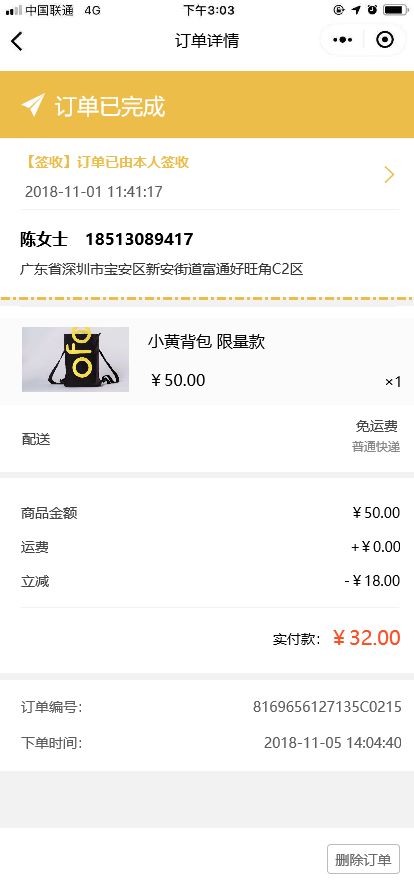 中国联通 4G 下午3:03
订单详情
订单已完成
【签收】订单已由本人签收
2018-11-01 11:41:17
陈女士 18513089417
广东省深圳市宝安区新安街道富通好旺角C2区
ofo
小黄背包 限量款
￥50.00 ×1
配送 免运费
普通快递
商品金额 ￥50.00
运费 +￥0.00
立减 -￥18.00
实付款: ￥32.00
订单编号: 8169656127135C0215
下单时间: 2018-11-05 14:04:40
删除订单